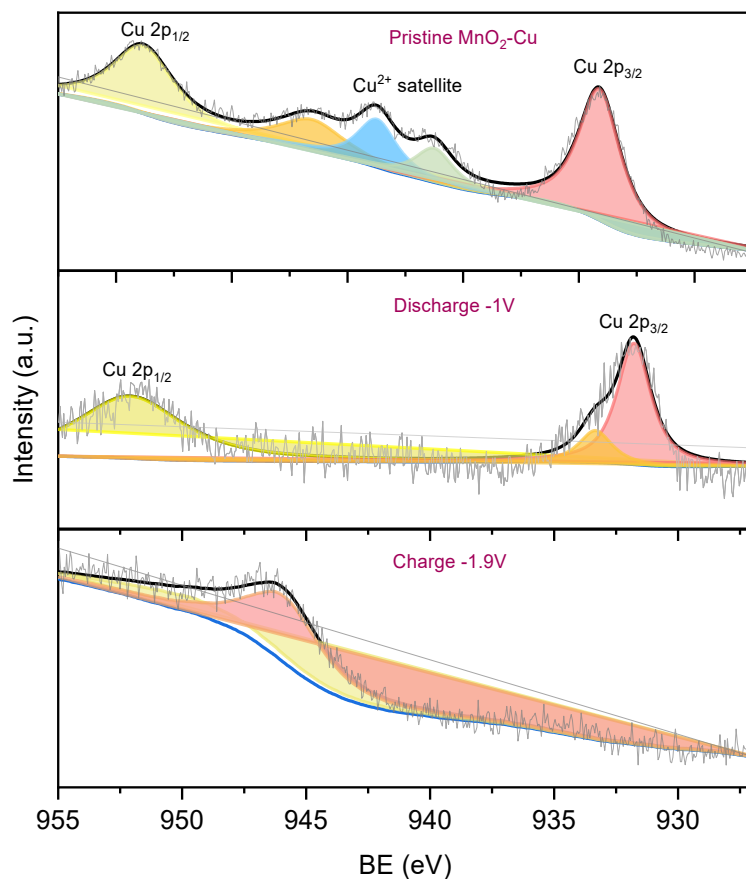 Cu 2p1/2
Pristine MnO2-Cu
Cu 2p3/2
Cu2+ satellite
Discharge -1V
Cu 2p3/2
Cu 2p1/2
Intensity (a.u.)
Charge -1.9V
955 950 945 940 935 930
BE (eV)